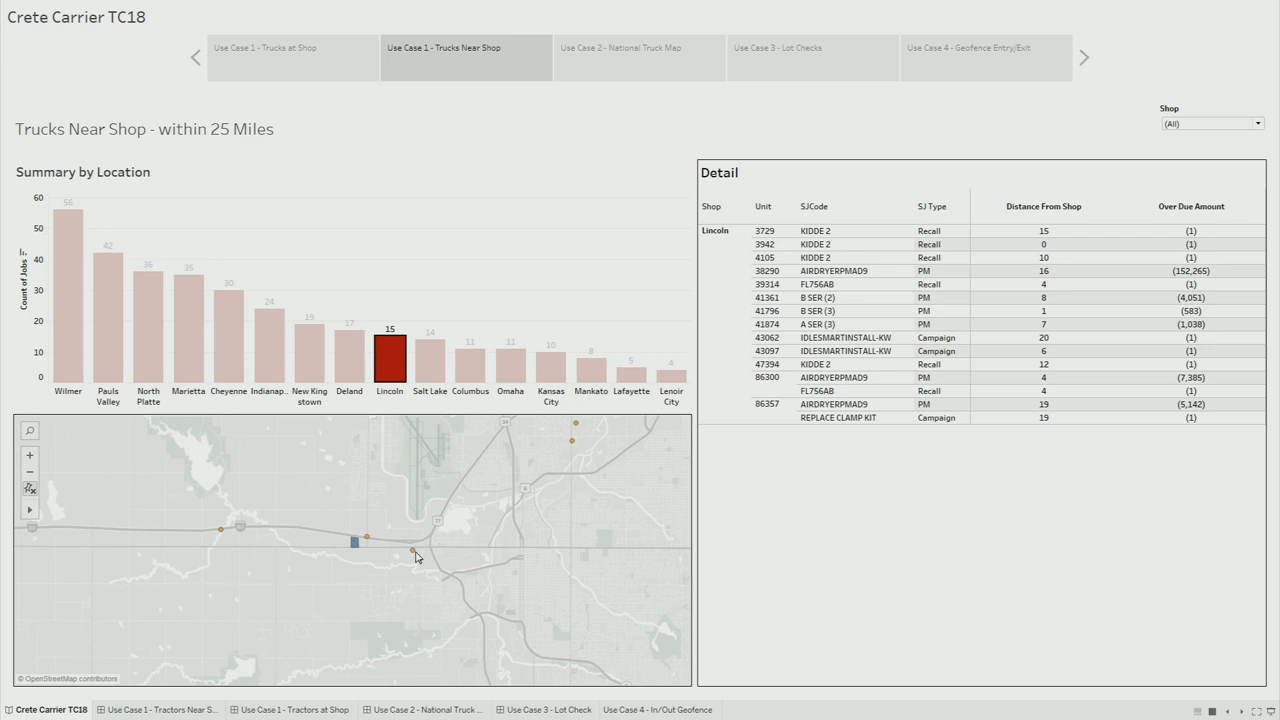 Crete Carrier TC18
Use Case 1 - Trucks at Shop
Use Case 1 - Trucks Near Shop
Use Case 2 - National Truck Map
Use Case 3 - Lot Checks
Use Case 4 - Geofence Entry/Exit
Shop
(All)
Trucks Near Shop - within 25 Miles
Summary by Location
Count of Jobs
60
50
40
30
20
10
0
56
42
36
35
30
24
19
17
15
14
11
11
10
8
5
4
Wilmer
Pauls Valley
North Platte
Marietta
Cheyenne
Indianap..
New King stown
Deland
Lincoln
Salt Lake
Columbus
Omaha
Kansas City
Mankato
Lafayette
Lenoir City
Detail
Shop Unit SJCode SJ Type Distance From Shop Over Due Amount
Lincoln 3729 KIDDE 2 Recall 15 (1)
3942 KIDDE 2 Recall 0 (1)
4105 KIDDE 2 Recall 10 (1)
38290 AIRDRYERPMAD9 PM 16 (152,265)
39314 FL756AB Recall 4 (1)
41361 B SER (2) PM 8 (4,051)
41796 B SER (3) PM 1 (583)
41874 A SER (3) PM 7 (1,038)
43062 IDLESMARTINSTALL-KW Campaign 20 (1)
43097 IDLESMARTINSTALL-KW Campaign 6 (1)
47394 KIDDE 2 Recall 12 (1)
86300 AIRDRYERPMAD9 PM 4 (7,385)
FL756AB Recall 4 (1)
86357 AIRDRYERPMAD9 PM 19 (5,142)
REPLACE CLAMP KIT Campaign 19 (1)
77
6
© OpenStreetMap contributors
Crete Carrier TC18
Use Case 1 - Tractors Near S...
Use Case 1 - Tractors at Shop
Use Case 2 - National Truck ...
Use Case 3 - Lot Check
Use Case 4 - In/Out Geofence